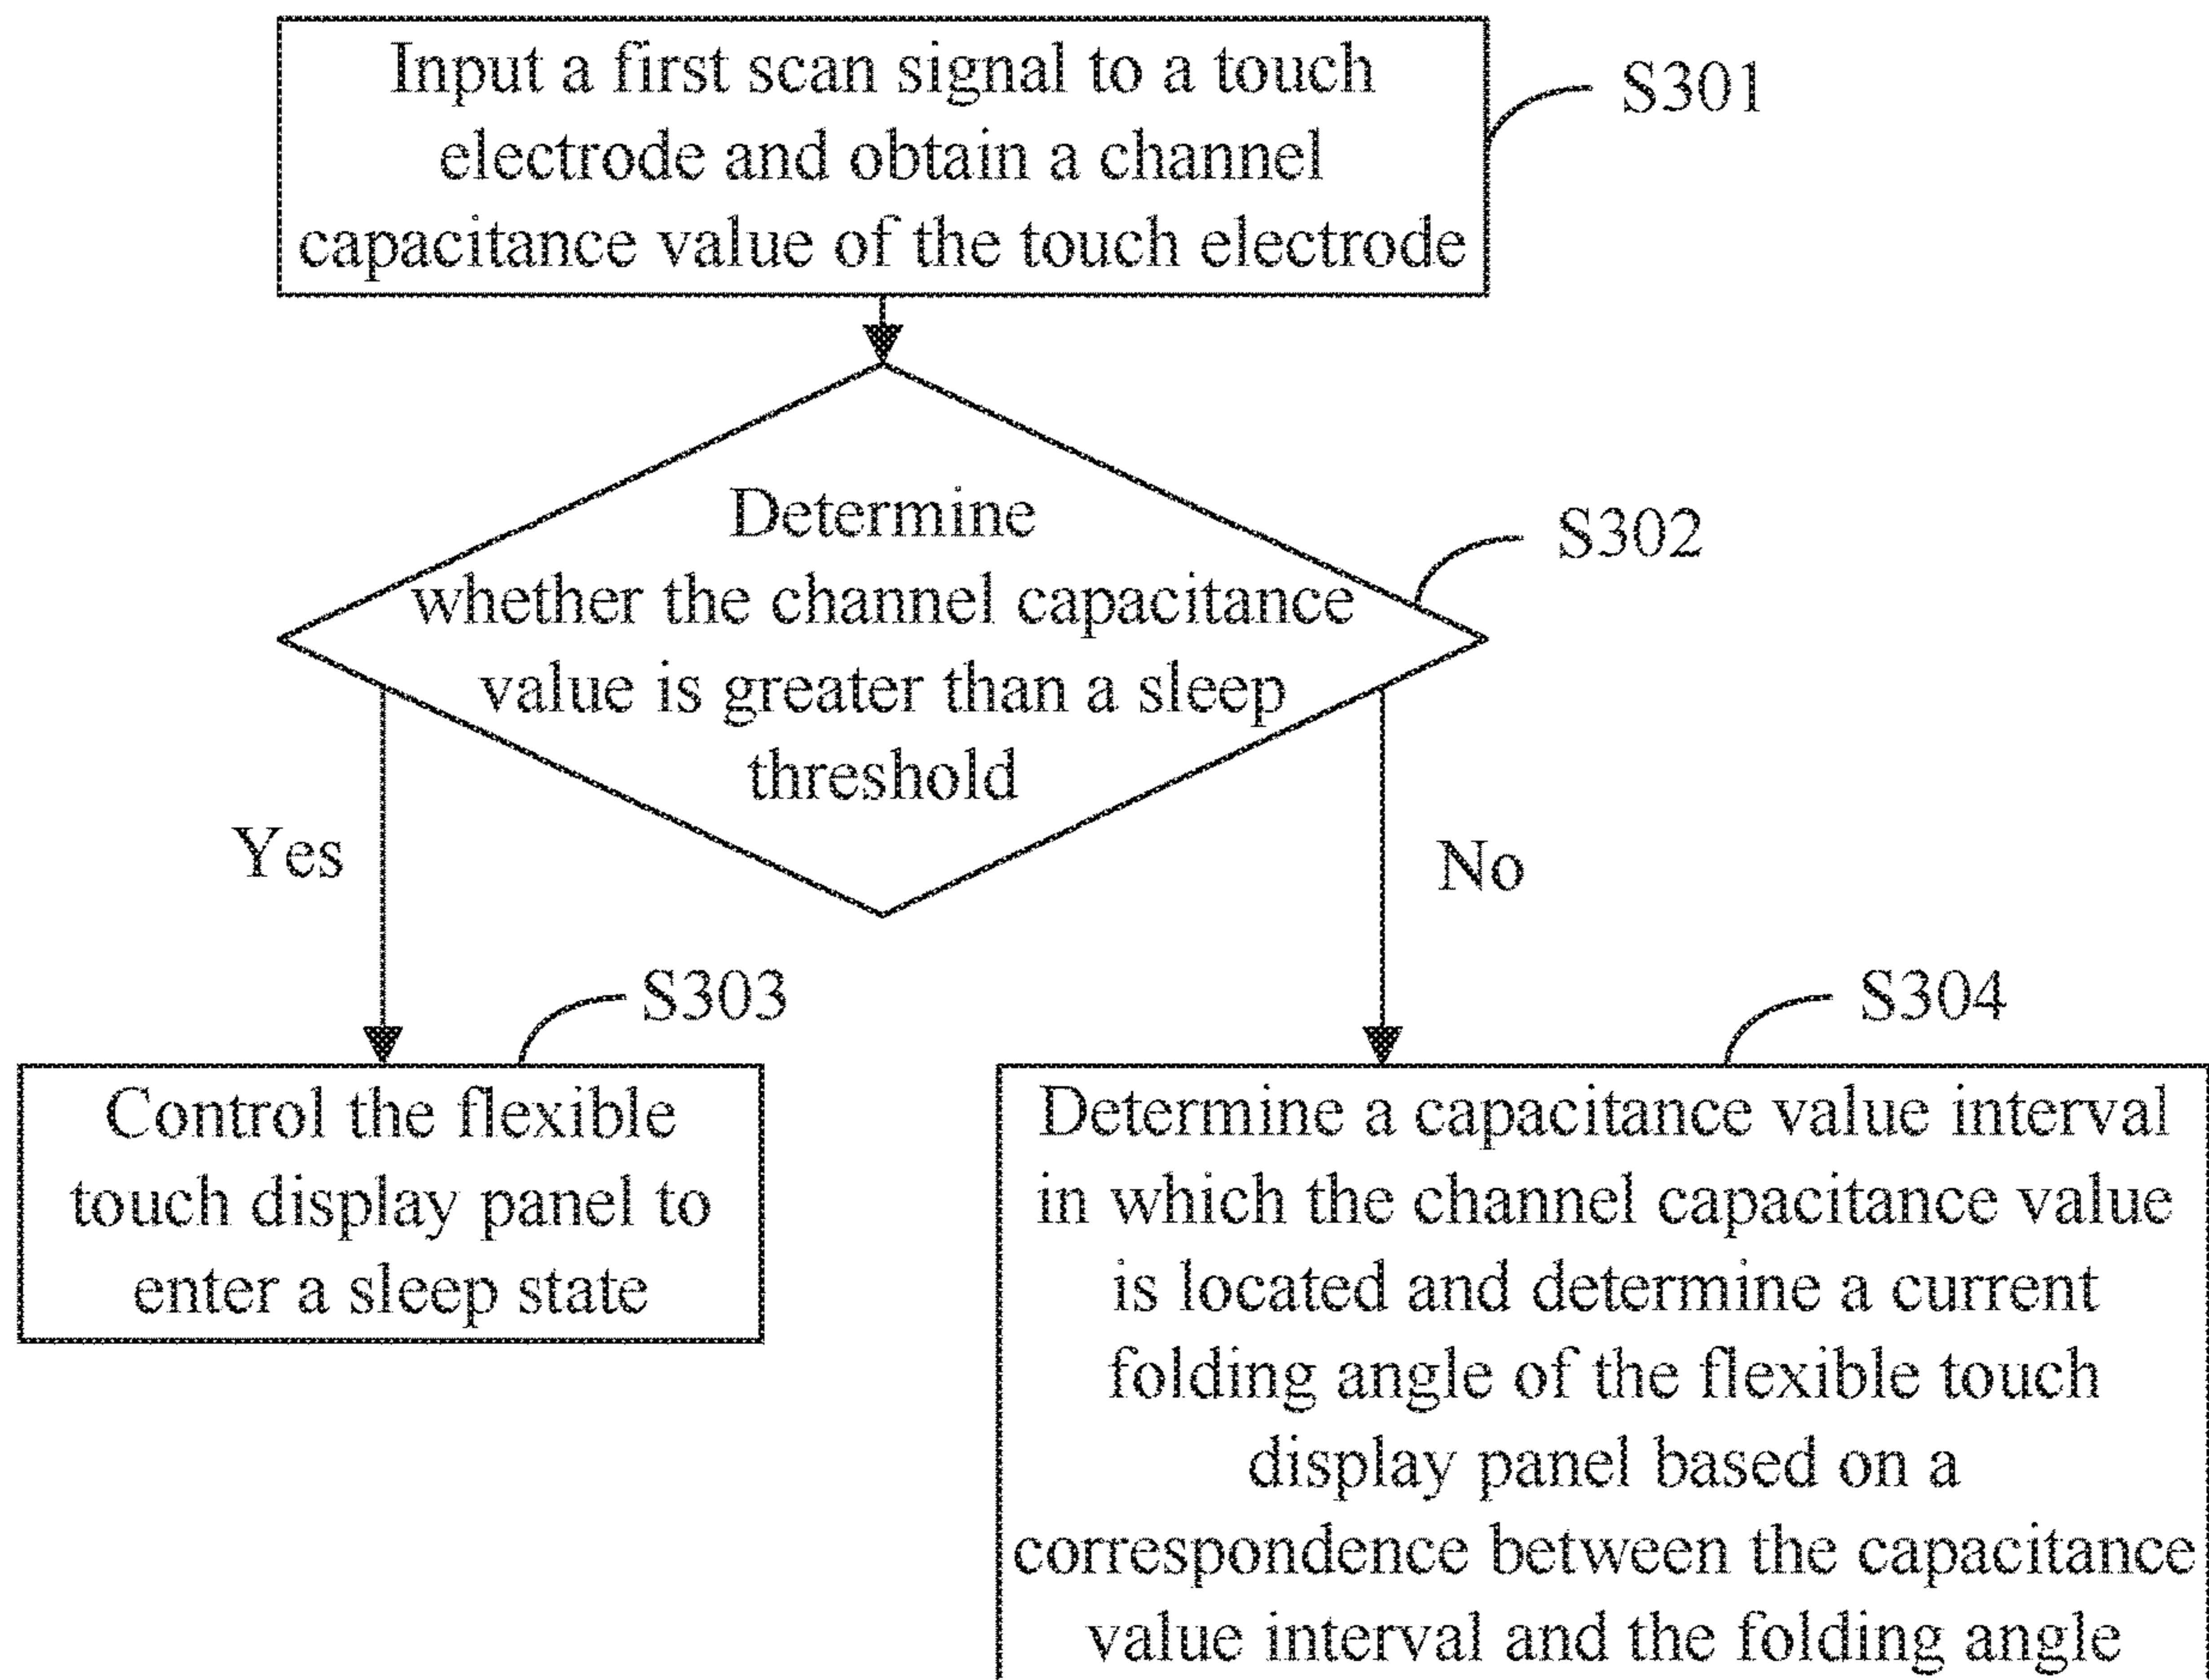 Input a first scan signal to a touch
electrode and obtain a channel
capacitance value of the touch electrode
S301
Determine
whether the channel capacitance
value is greater than a sleep
threshold
S302
Yes
No
S303
Control the flexible
touch display panel to
enter a sleep state
S304
Determine a capacitance value interval
in which the channel capacitance value
is located and determine a current
folding angle of the flexible touch
display panel based on a
correspondence between the capacitance
value interval and the folding angle